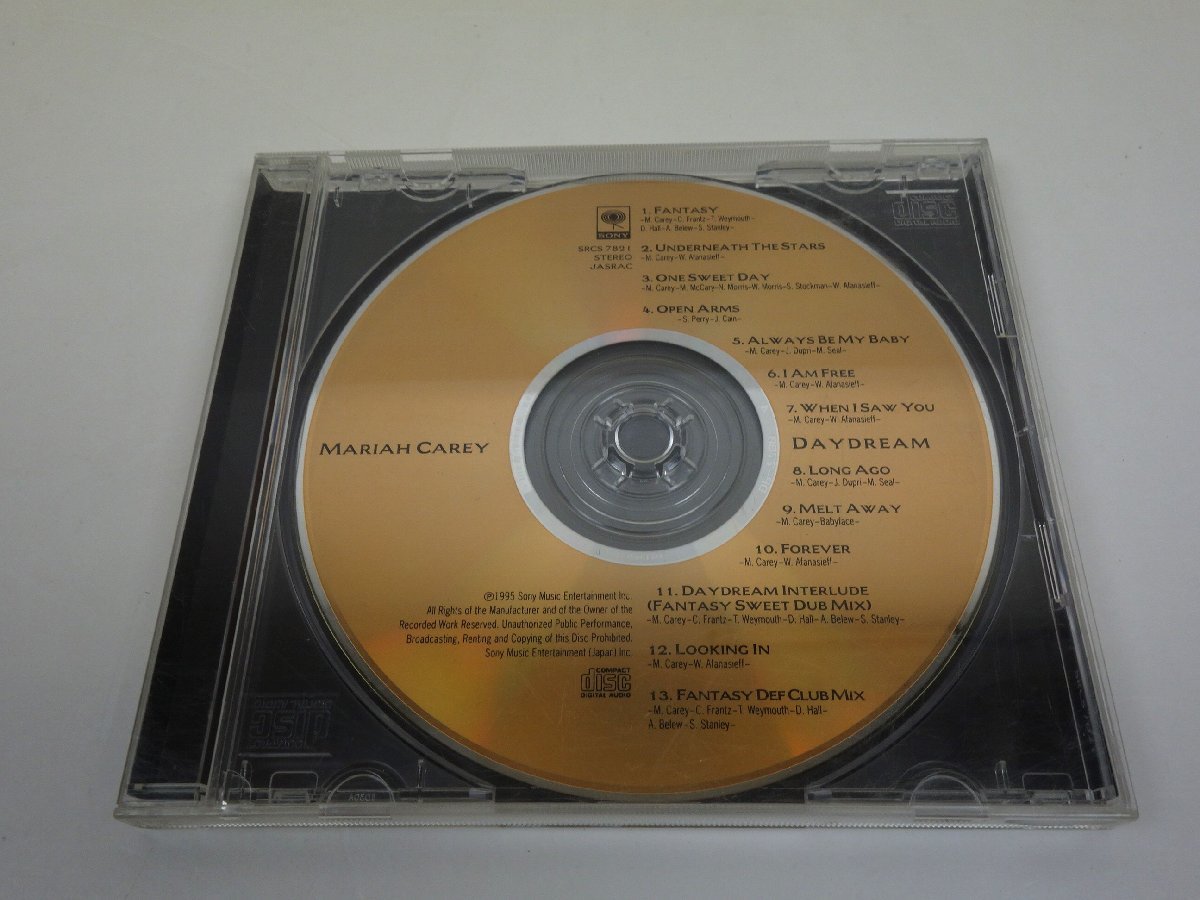 SONY
SRCS 7821
STEREO
JASRAC
1. FANTASY
–M. Carey–C. Frantz–T. Weymouth–
D. Hall–A. Belew–S. Stanley–
2. UNDERNEATH THE STARS
–M. Carey–W. Afanasieff–
3. ONE SWEET DAY
–M. Carey–M. McCary–N. Morris–W. Morris–S. Stockman–W. Afanasieff–
4. OPEN ARMS
–S. Perry–J. Cain–
5. ALWAYS BE MY BABY
–M. Carey–J. Dupri–M. Seal–
6. I AM FREE
–M. Carey–W. Afanasieff–
7. WHEN I SAW YOU
–M. Carey–W. Afanasieff–
MARIAH CAREY
DAYDREAM
8. LONG AGO
–M. Carey–J. Dupri–M. Seal–
9. MELT AWAY
–M. Carey–Babyface–
10. FOREVER
–M. Carey–W. Afanasieff–
11. DAYDREAM INTERLUDE
(FANTASY SWEET DUB MIX)
–M. Carey–C. Frantz–T. Weymouth–D. Hall–A. Belew–S. Stanley–
12. LOOKING IN
–M. Carey–W. Afanasieff–
13. FANTASY DEF CLUB MIX
–M. Carey–C. Frantz–T. Weymouth–D. Hall–
A. Belew–S. Stanley–
℗1995 Sony Music Entertainment Inc.
All Rights of the Manufacturer and of the Owner of the
Recorded Work Reserved. Unauthorized Public Performance,
Broadcasting, Renting and Copying of this Disc Prohibited.
Sony Music Entertainment (Japan) Inc.
COMPACT
disc
DIGITAL AUDIO
COMPACT
disc
DIGITAL AUDIO